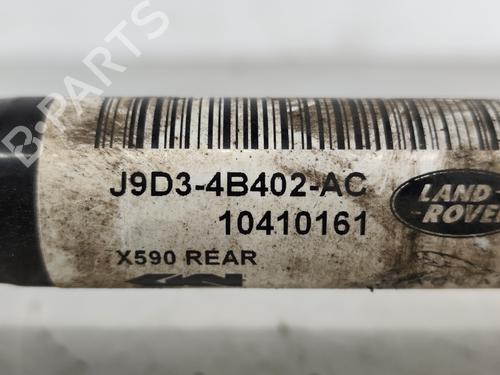 B-PARTS
J9D3-4B402-AC
10410161
LAND
-ROVER
X590 REAR